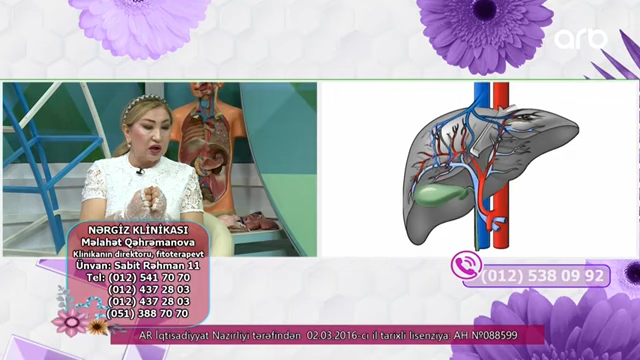 arb
NƏRGİZ KLİNİKASI
Məlahət Qəhrəmanova
Klinikanın direktoru, fitoterapevt
Ünvan: Sabit Rəhman 11
Tel: (012) 541 70 70
(012) 437 28 03
(012) 437 28 03
(051) 388 70 70
(012) 538 09 92
AR İqtisadiyyat Nazirliyi tərəfindən 02.03.2016-cı il tarixli lisenziya, AH №088599